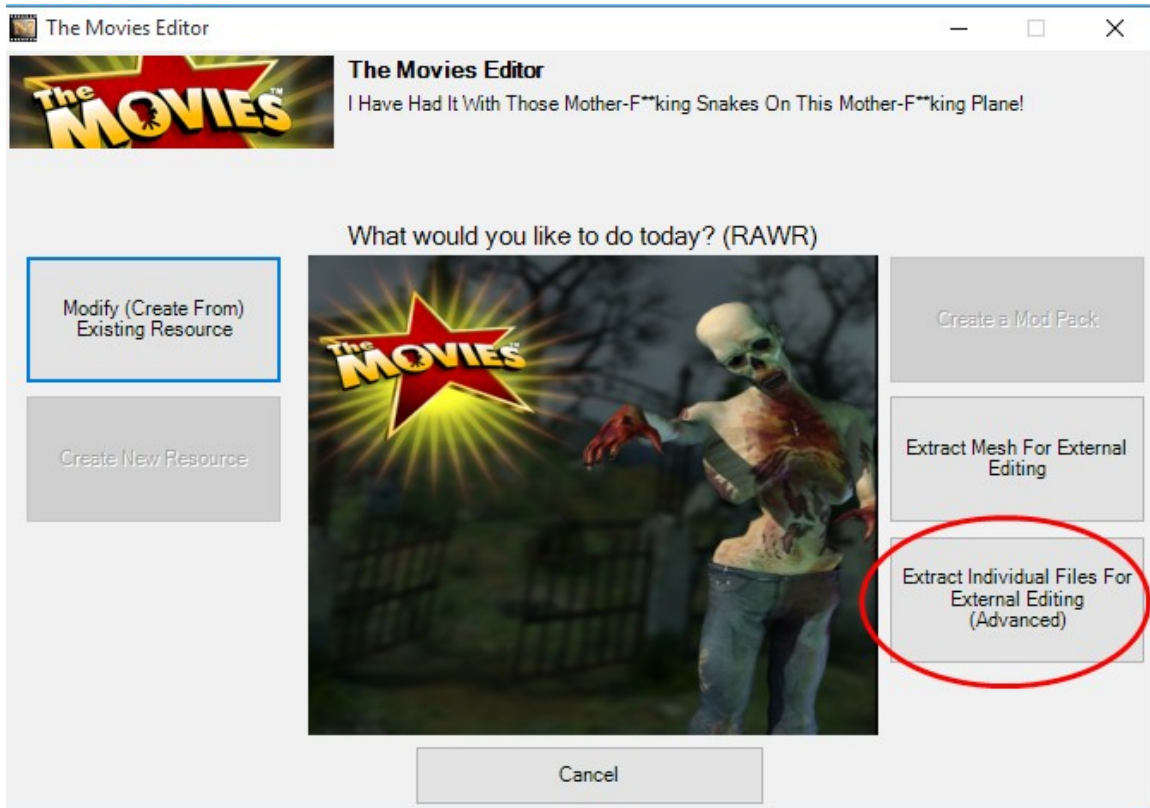 The Movies Editor
The MOVIES™
The Movies Editor
I Have Had It With Those Mother-F**king Snakes On This Mother-F**king Plane!
What would you like to do today? (RAWR)
Modify (Create From)
Existing Resource
Create New Resource
The MOVIES™
Create a Mod Pack
Extract Mesh For External
Editing
Extract Individual Files For
External Editing
(Advanced)
Cancel